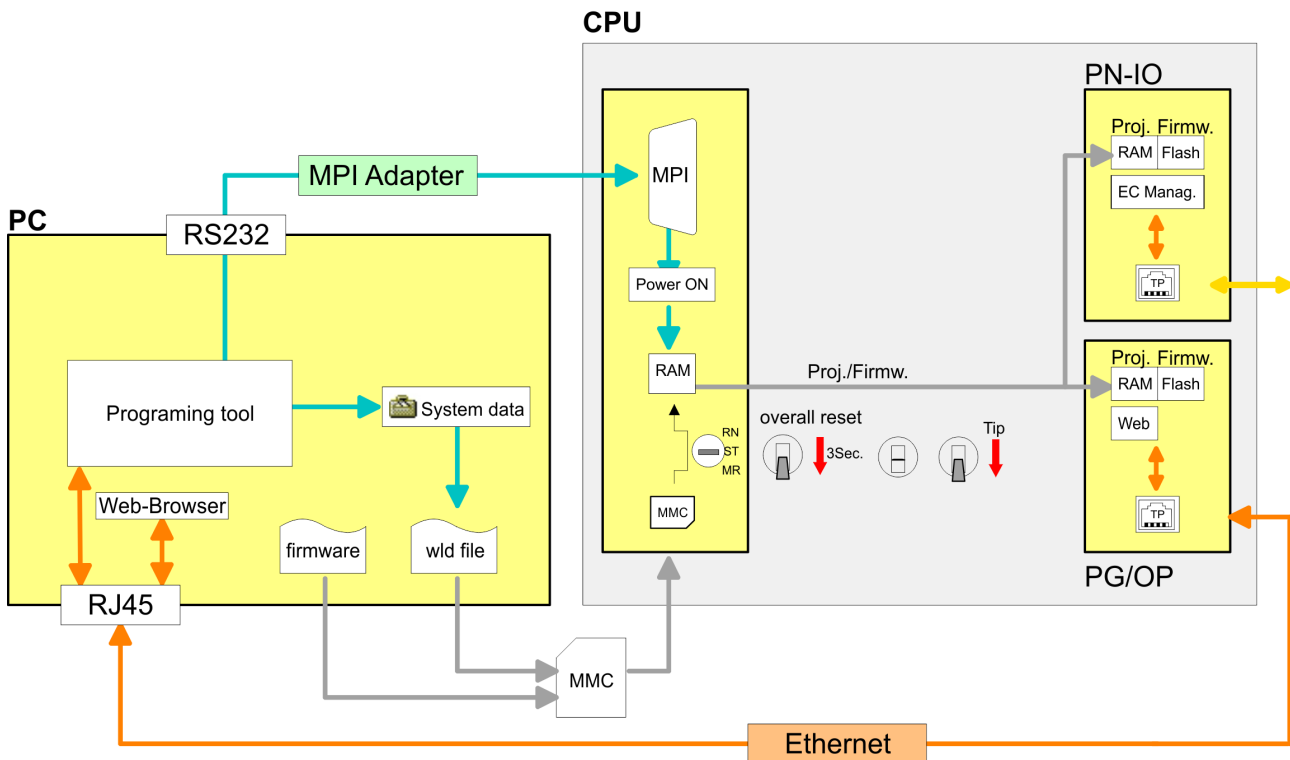 CPU
PN-IO
Proj. Firmw.
RAM Flash
EC Manag.
TP
MPI Adapter
MPI
PC
RS232
Power ON
RAM
Proj./Firmw.
Proj. Firmw.
RAM Flash
Web
TP
PG/OP
Programing tool
System data
overall reset
3Sec.
Tip
RN
ST
MR
MMC
Web-Browser
firmware
wld file
RJ45
MMC
Ethernet